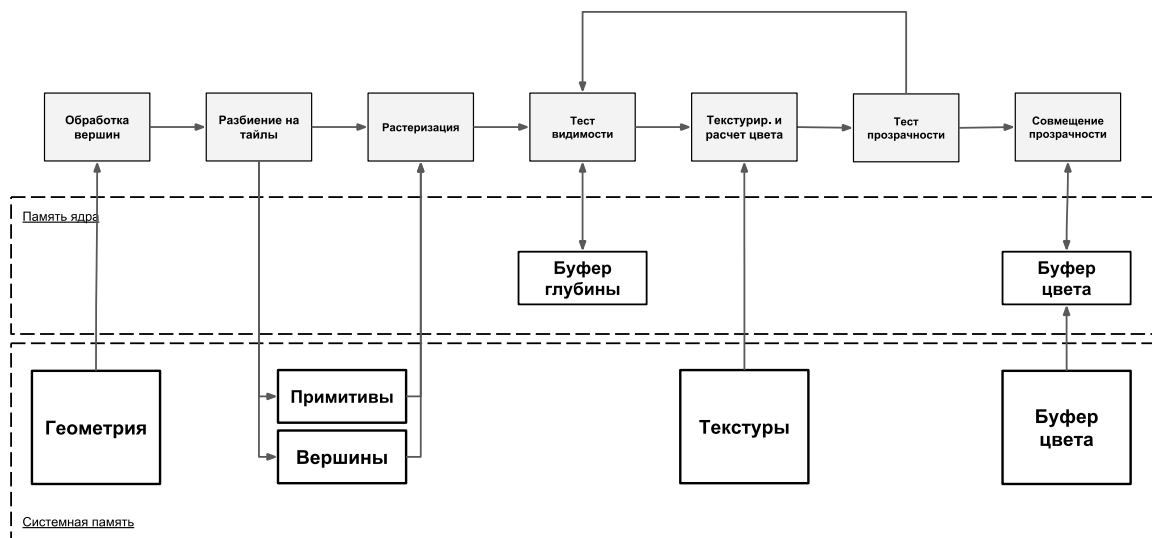 Обработка
вершин
Разбиение на
тайлы
Растеризация
Тест
видимости
Текстурир. и
расчет цвета
Тест
прозрачности
Совмещение
прозрачности
Память ядра
Буфер
глубины
Буфер
цвета
Геометрия
Примитивы
Вершины
Текстуры
Буфер
цвета
Системная память